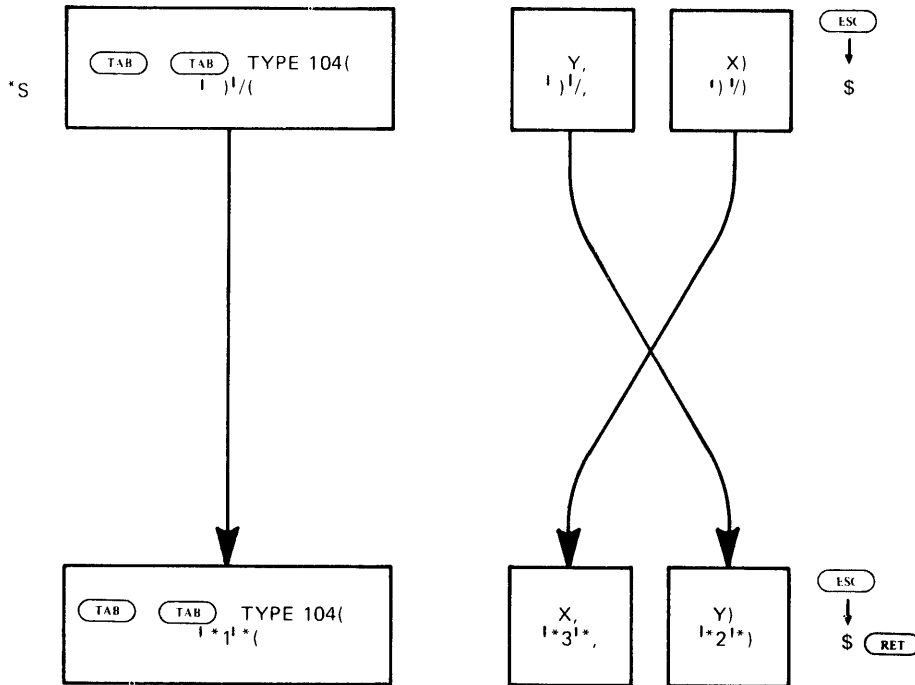 TAB TAB TYPE 104(
*S ╹ )╹/(
Y,
╹)╹/,
X)
╹)╹/)
ESC
$
TAB TAB TYPE 104(
╹*1╹*(
X,
╹*3╹*,
Y)
╹*2╹*)
ESC
$ RET